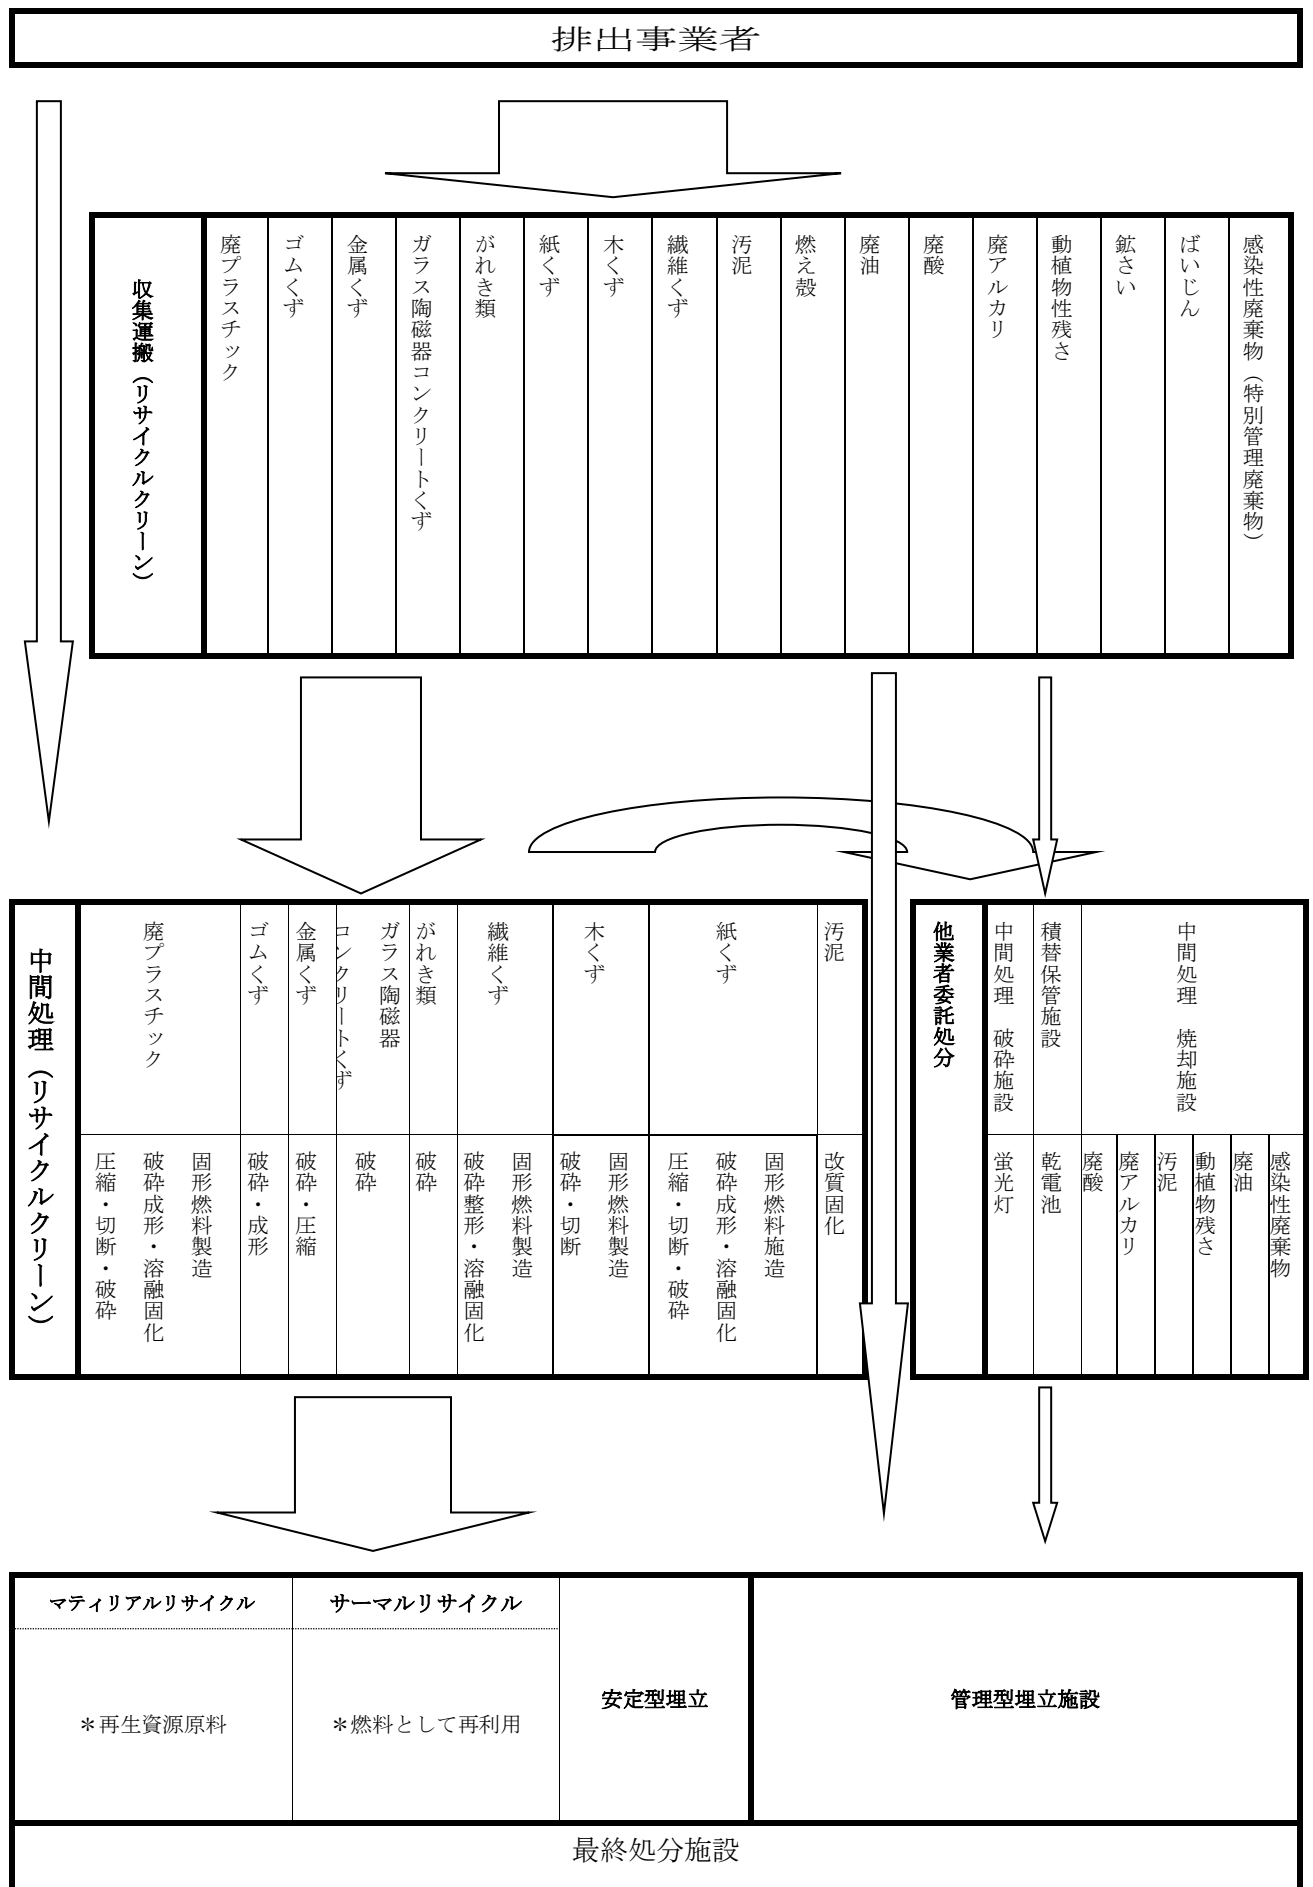 排出事業者
収集運搬（リサイクルクリーン）
廃プラスチック
ゴムくず
金属くず
ガラス陶磁器コンクリートくず
がれき類
紙くず
木くず
繊維くず
汚泥
燃え殻
廃油
廃酸
廃アルカリ
動植物性残さ
鉱さい
ばいじん
感染性廃棄物（特別管理廃棄物）
中間処理（リサイクルクリーン）
廃プラスチック
圧縮・切断・破砕
破砕成形・溶融固化
固形燃料製造
ゴムくず
破砕・成形
金属くず
破砕・圧縮
ガラス陶磁器
コンクリートくず
破砕
がれき類
破砕
繊維くず
破砕整形・溶融固化
固形燃料製造
木くず
破砕・切断
固形燃料製造
紙くず
圧縮・切断・破砕
破砕成形・溶融固化
固形燃料施造
汚泥
改質固化
他業者委託処分
中間処理　破砕施設
蛍光灯
積替保管施設
乾電池
中間処理　焼却施設
廃酸
廃アルカリ
汚泥
動植物残さ
廃油
感染性廃棄物
マティリアルリサイクル
＊再生資源原料
サーマルリサイクル
＊燃料として再利用
安定型埋立
管理型埋立施設
最終処分施設